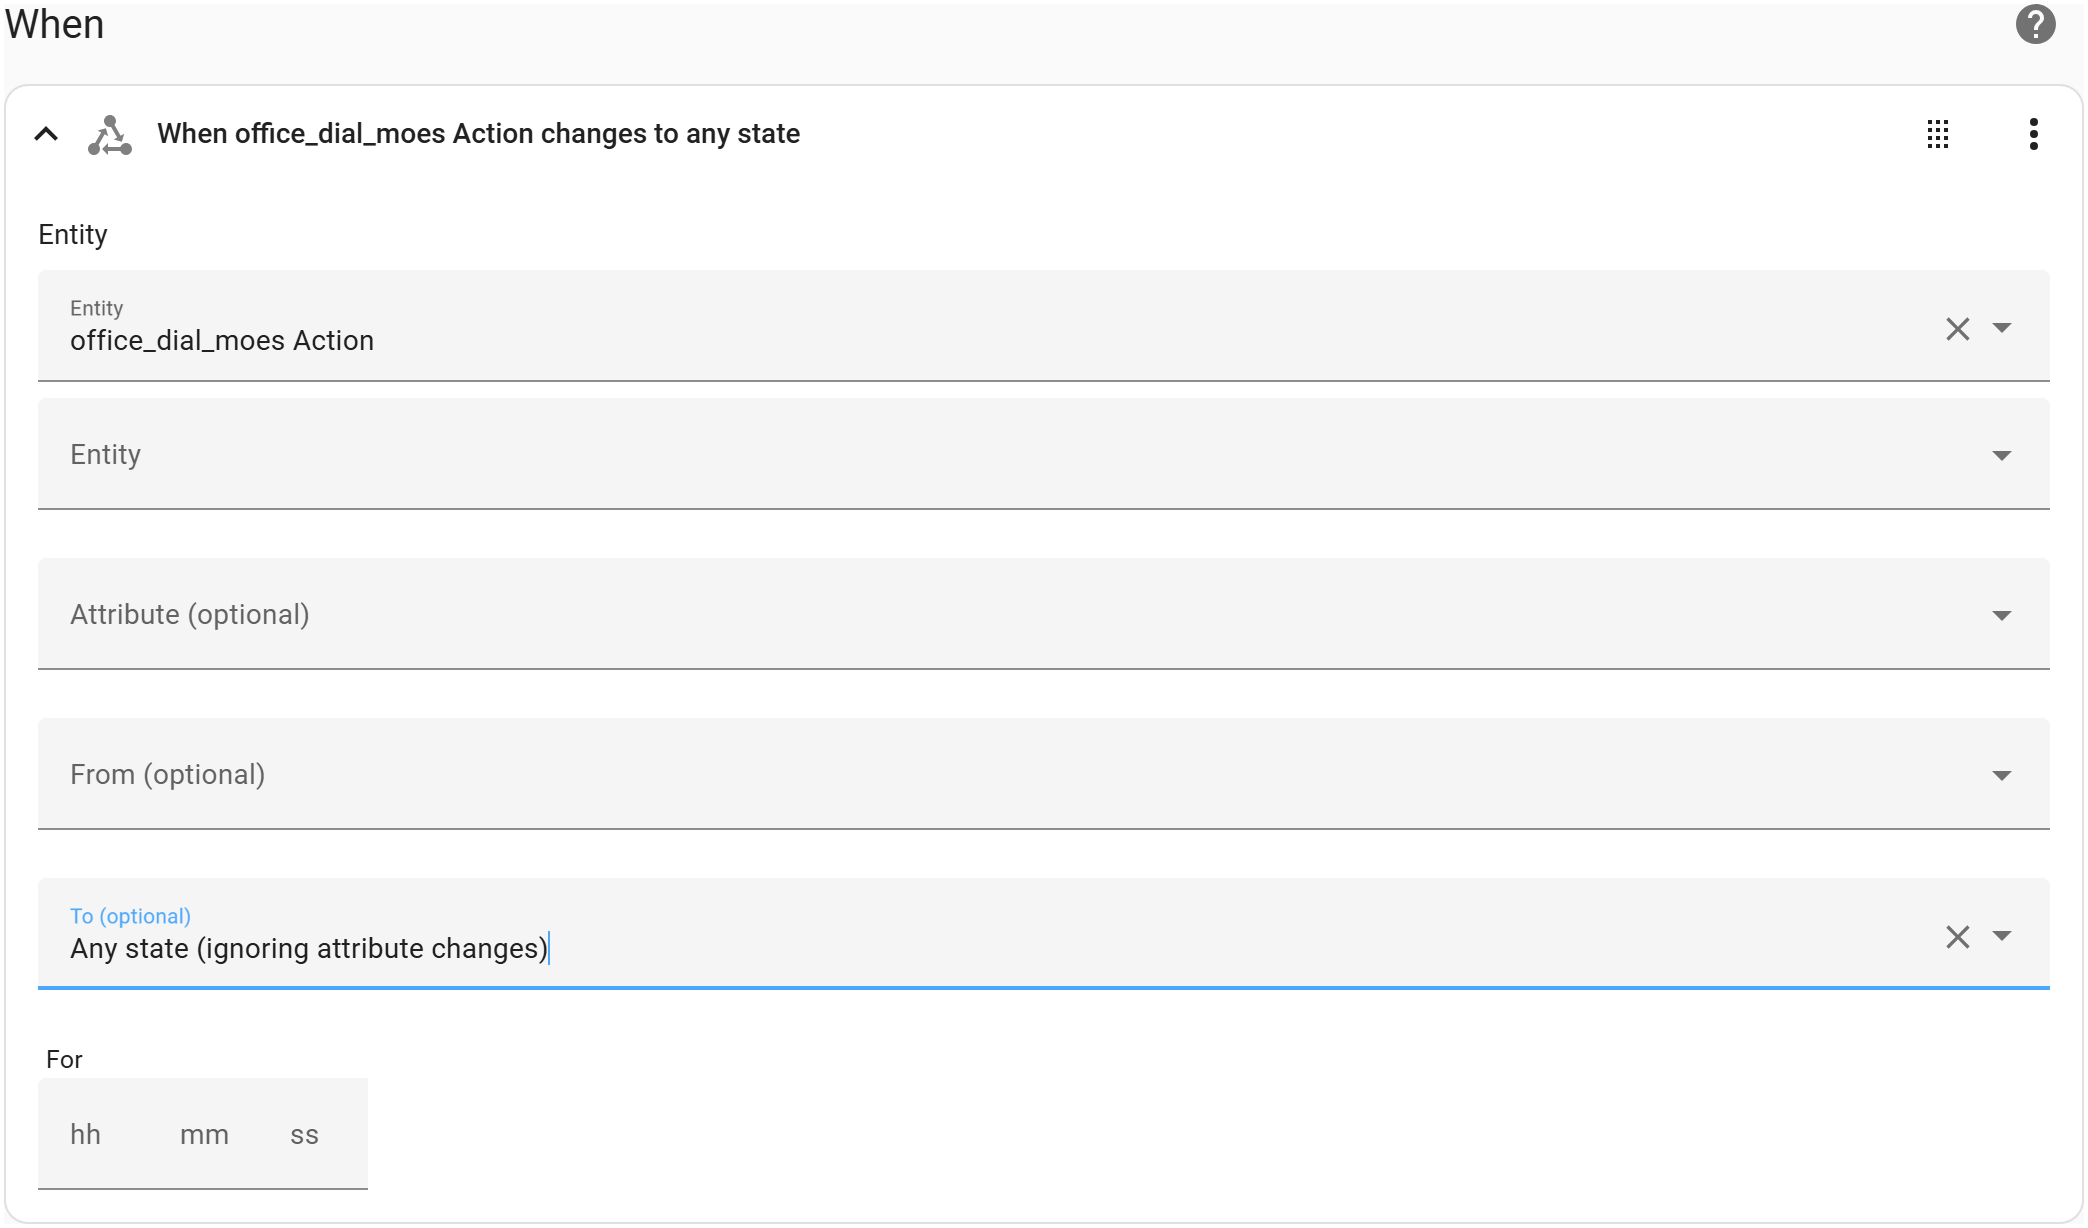 When
When office_dial_moes Action changes to any state
Entity
Entity
office_dial_moes Action
Entity
Attribute (optional)
From (optional)
To (optional)
Any state (ignoring attribute changes)
For
hh mm ss